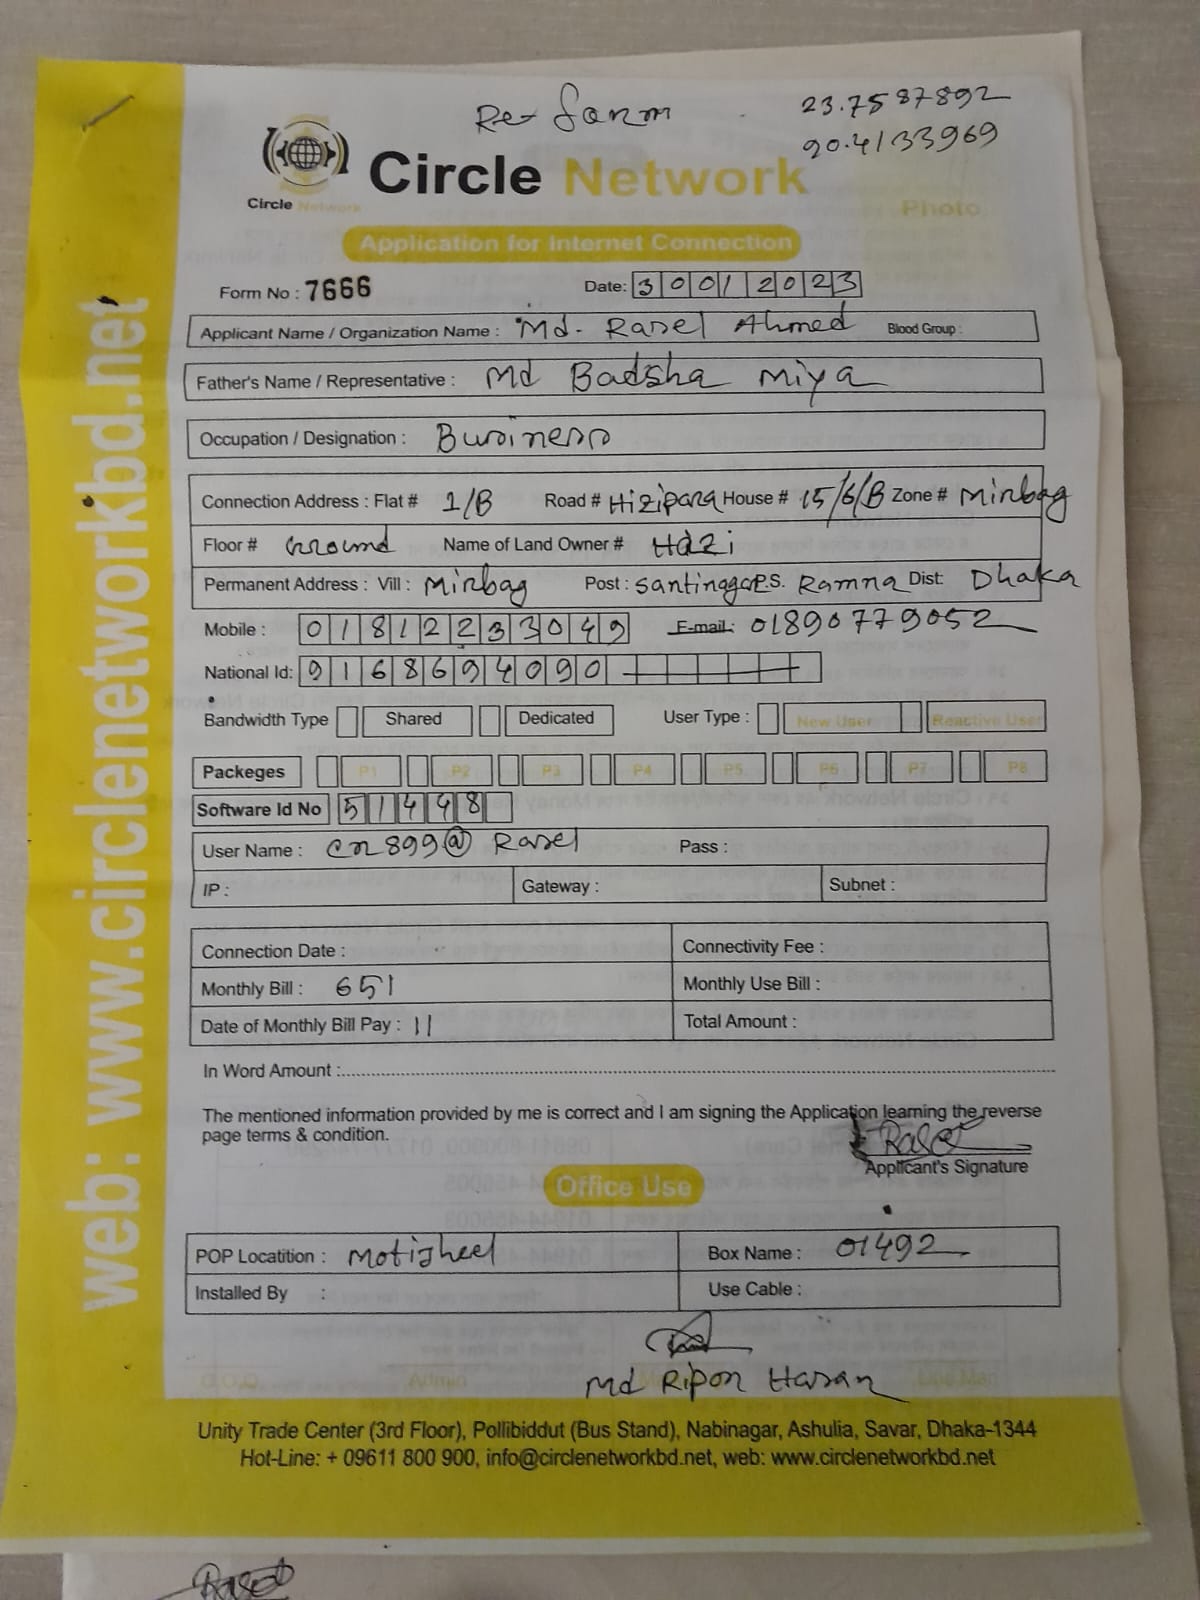 Re-Form
23.7587892
90.4133969
Circle Network
Circle Network
Photo
Application for Internet Connection
Form No : 7666
Date: 30012023
Applicant Name / Organization Name : Md. Rasel Ahmed Blood Group :
Father's Name / Representative : Md Badsha Miya
Occupation / Designation : Business
Connection Address : Flat # 1/B Road # Hizipara House # 15/6/B Zone # Mirbag
Floor # Ground Name of Land Owner # Hazi
Permanent Address : Vill : Mirbag Post : Santinagar P.S. Ramna Dist: Dhaka
Mobile : 01812233049 E-mail : 01890779052
National Id: 9168694090
Bandwidth Type Shared Dedicated User Type : New User Reactive User
Packeges P1 P2 P3 P4 P5 P6 P7 P8
Software Id No 51448
User Name : cn899@Rasel Pass :
IP : Gateway : Subnet :
Connection Date : Connectivity Fee :
Monthly Bill : 651 Monthly Use Bill :
Date of Monthly Bill Pay : 11 Total Amount :
In Word Amount :
The mentioned information provided by me is correct and I am signing the Application learning the reverse
page terms & condition.
Rasel
Applicant's Signature
Office Use
POP Locatition : Motijheel Box Name : 01492
Installed By : Use Cable :
Md Ripon Hasan
Unity Trade Center (3rd Floor), Pollibiddut (Bus Stand), Nabinagar, Ashulia, Savar, Dhaka-1344
Hot-Line: + 09611 800 900, info@circlenetworkbd.net, web: www.circlenetworkbd.net
web: www.circlenetworkbd.net
Rasel